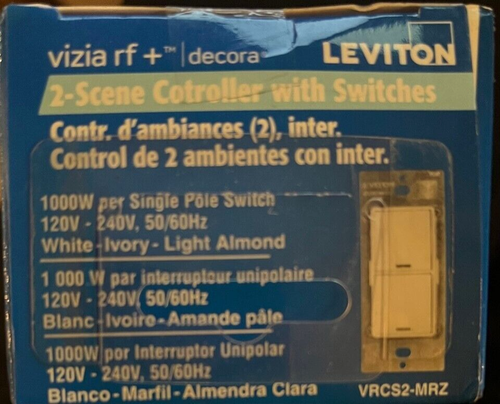 vizia rf +™ | decora
LEVITON
2-Scene Cotroller with Switches
Contr. d'ambiances (2), inter.
Control de 2 ambientes con inter.
1000W per Single Pole Switch
120V - 240V, 50/60Hz
White - Ivory - Light Almond
1 000 W par interrupteur unipolaire
120V - 240V, 50/60Hz
Blanc - Ivoire - Amande pâle
1000W por Interruptor Unipolar
120V - 240V, 50/60Hz
Blanco - Marfil - Almendra Clara
LEVITON
VRCS2-MRZ